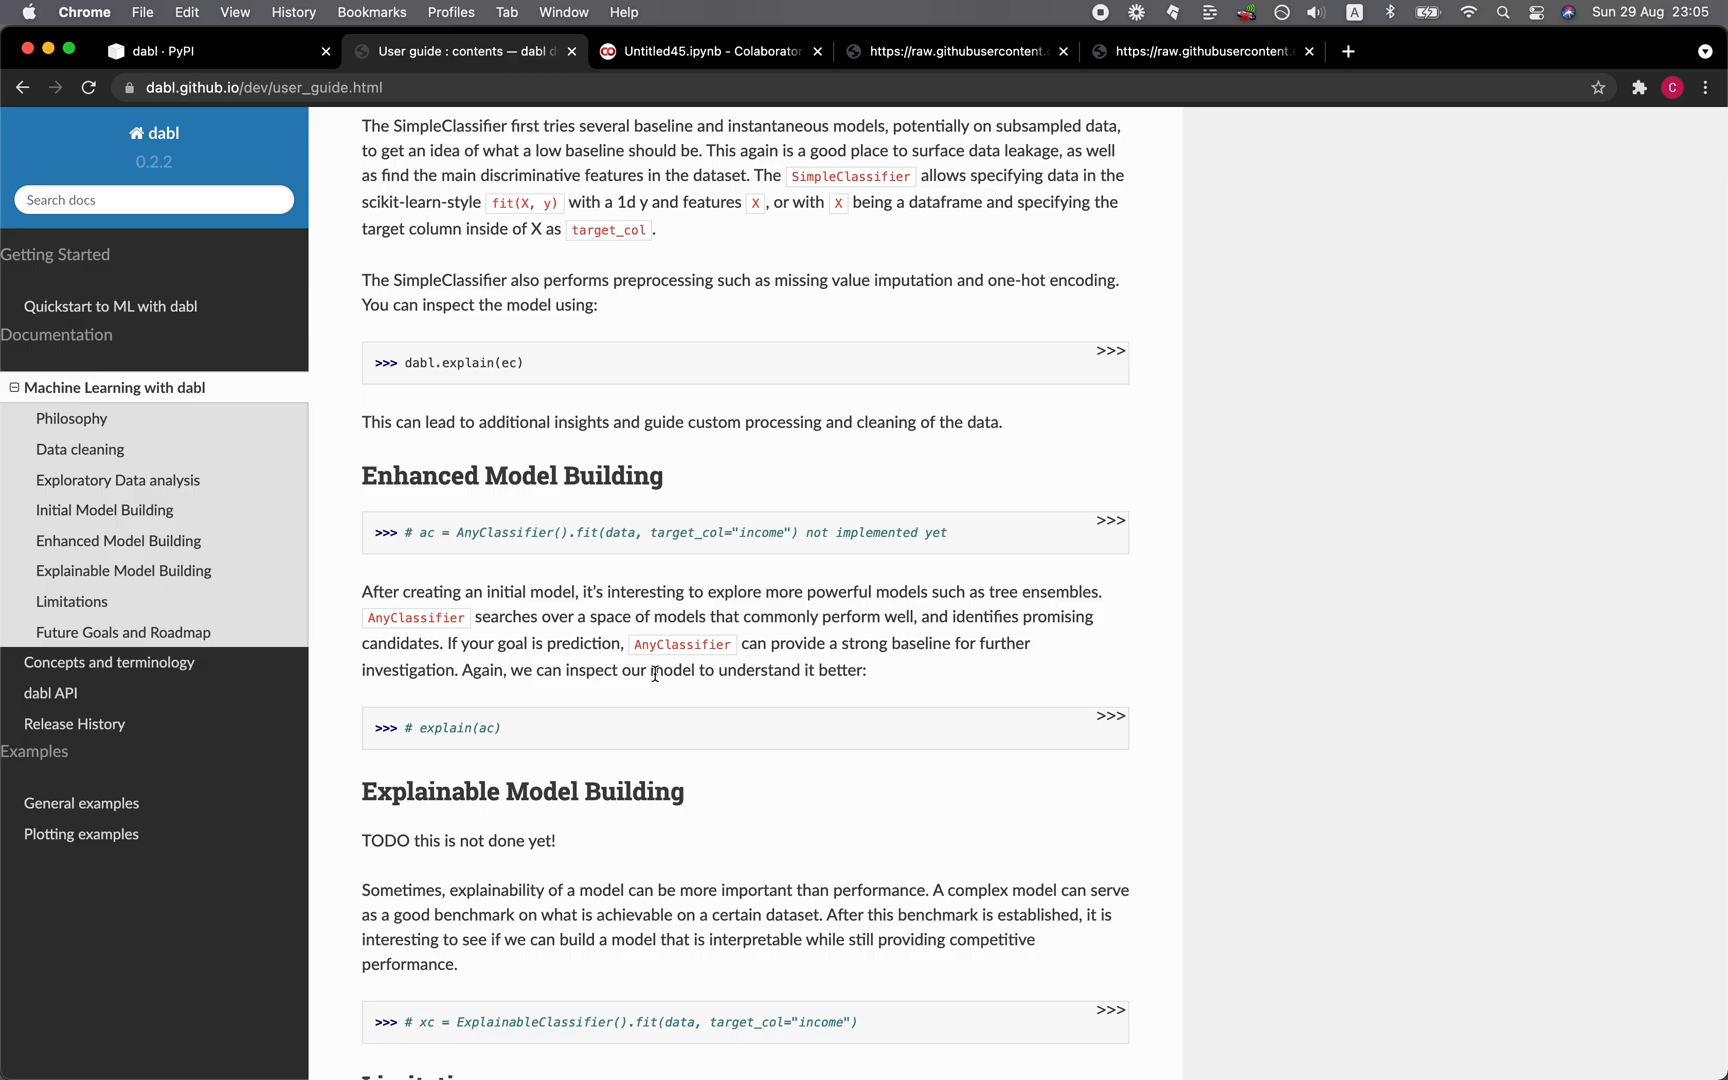 Chrome File Edit View History Bookmarks Profiles Tab Window Help A Sun 29 Aug 23:05
dabl · PyPI User guide : contents — dabl d Untitled45.ipynb - Colaborator https://raw.githubusercontent. https://raw.githubusercontent.
dabl.github.io/dev/user_guide.html C
dabl
0.2.2
Search docs
Getting Started
Quickstart to ML with dabl
Documentation
Machine Learning with dabl
Philosophy
Data cleaning
Exploratory Data analysis
Initial Model Building
Enhanced Model Building
Explainable Model Building
Limitations
Future Goals and Roadmap
Concepts and terminology
dabl API
Release History
Examples
General examples
Plotting examples
The SimpleClassifier first tries several baseline and instantaneous models, potentially on subsampled data,
to get an idea of what a low baseline should be. This again is a good place to surface data leakage, as well
as find the main discriminative features in the dataset. The SimpleClassifier allows specifying data in the
scikit-learn-style fit(X, y) with a 1d y and features X , or with X being a dataframe and specifying the
target column inside of X as target_col .
The SimpleClassifier also performs preprocessing such as missing value imputation and one-hot encoding.
You can inspect the model using:
>>>
>>> dabl.explain(ec)
This can lead to additional insights and guide custom processing and cleaning of the data.
Enhanced Model Building
>>>
>>> # ac = AnyClassifier().fit(data, target_col="income") not implemented yet
After creating an initial model, it's interesting to explore more powerful models such as tree ensembles.
AnyClassifier searches over a space of models that commonly perform well, and identifies promising
candidates. If your goal is prediction, AnyClassifier can provide a strong baseline for further
investigation. Again, we can inspect our model to understand it better:
>>>
>>> # explain(ac)
Explainable Model Building
TODO this is not done yet!
Sometimes, explainability of a model can be more important than performance. A complex model can serve
as a good benchmark on what is achievable on a certain dataset. After this benchmark is established, it is
interesting to see if we can build a model that is interpretable while still providing competitive
performance.
>>>
>>> # xc = ExplainableClassifier().fit(data, target_col="income")